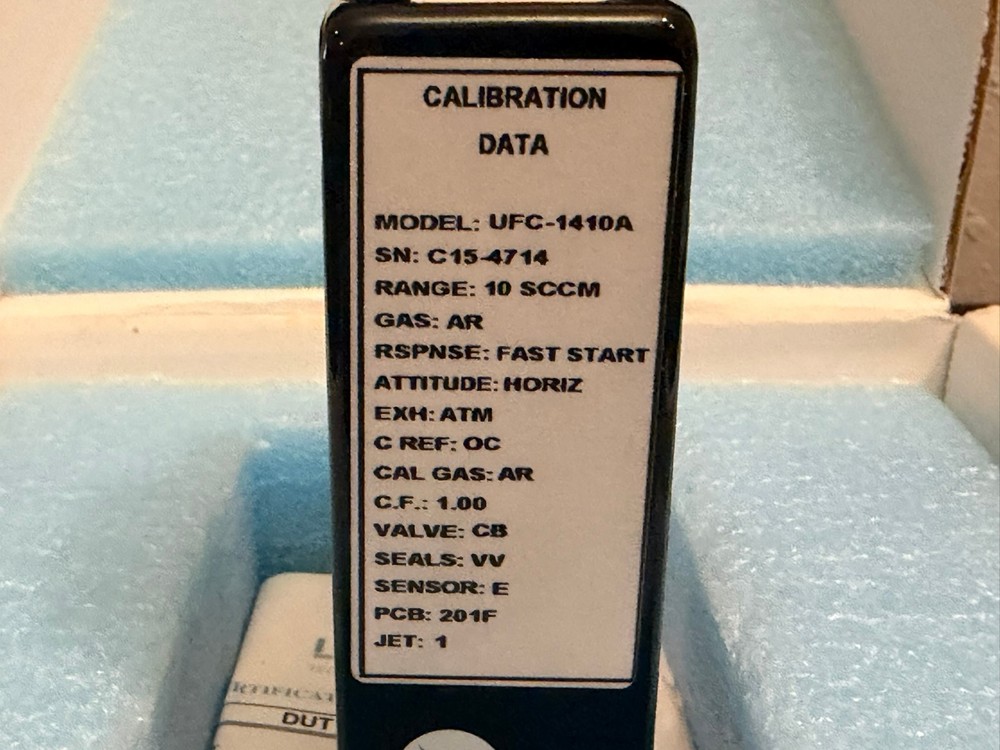 CALIBRATION
DATA
MODEL: UFC-1410A
SN: C15-4714
RANGE: 10 SCCM
GAS: AR
RSPNSE: FAST START
ATTITUDE: HORIZ
EXH: ATM
C REF: OC
CAL GAS: AR
C.F.: 1.00
VALVE: CB
SEALS: VV
SENSOR: E
PCB: 201F
JET: 1
DUT